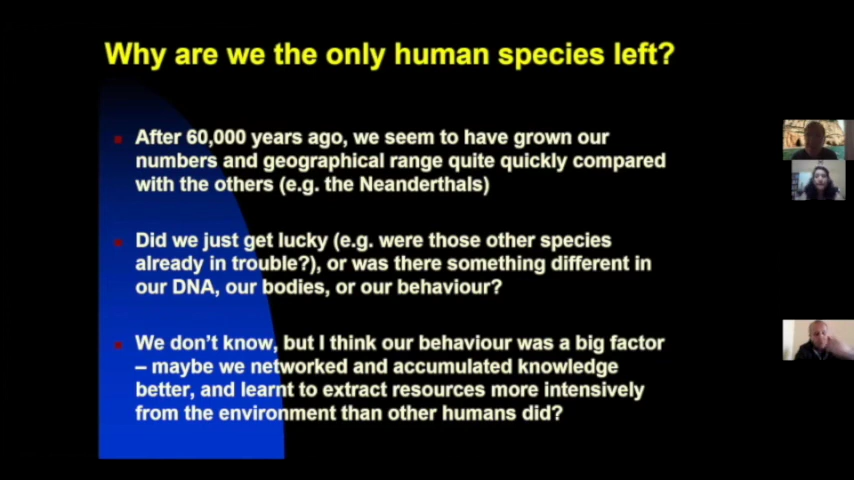 Why are we the only human species left?
After 60,000 years ago, we seem to have grown our
numbers and geographical range quite quickly compared
with the others (e.g. the Neanderthals)
Did we just get lucky (e.g. were those other species
already in trouble?), or was there something different in
our DNA, our bodies, or our behaviour?
We don't know, but I think our behaviour was a big factor
– maybe we networked and accumulated knowledge
better, and learnt to extract resources more intensively
from the environment than other humans did?